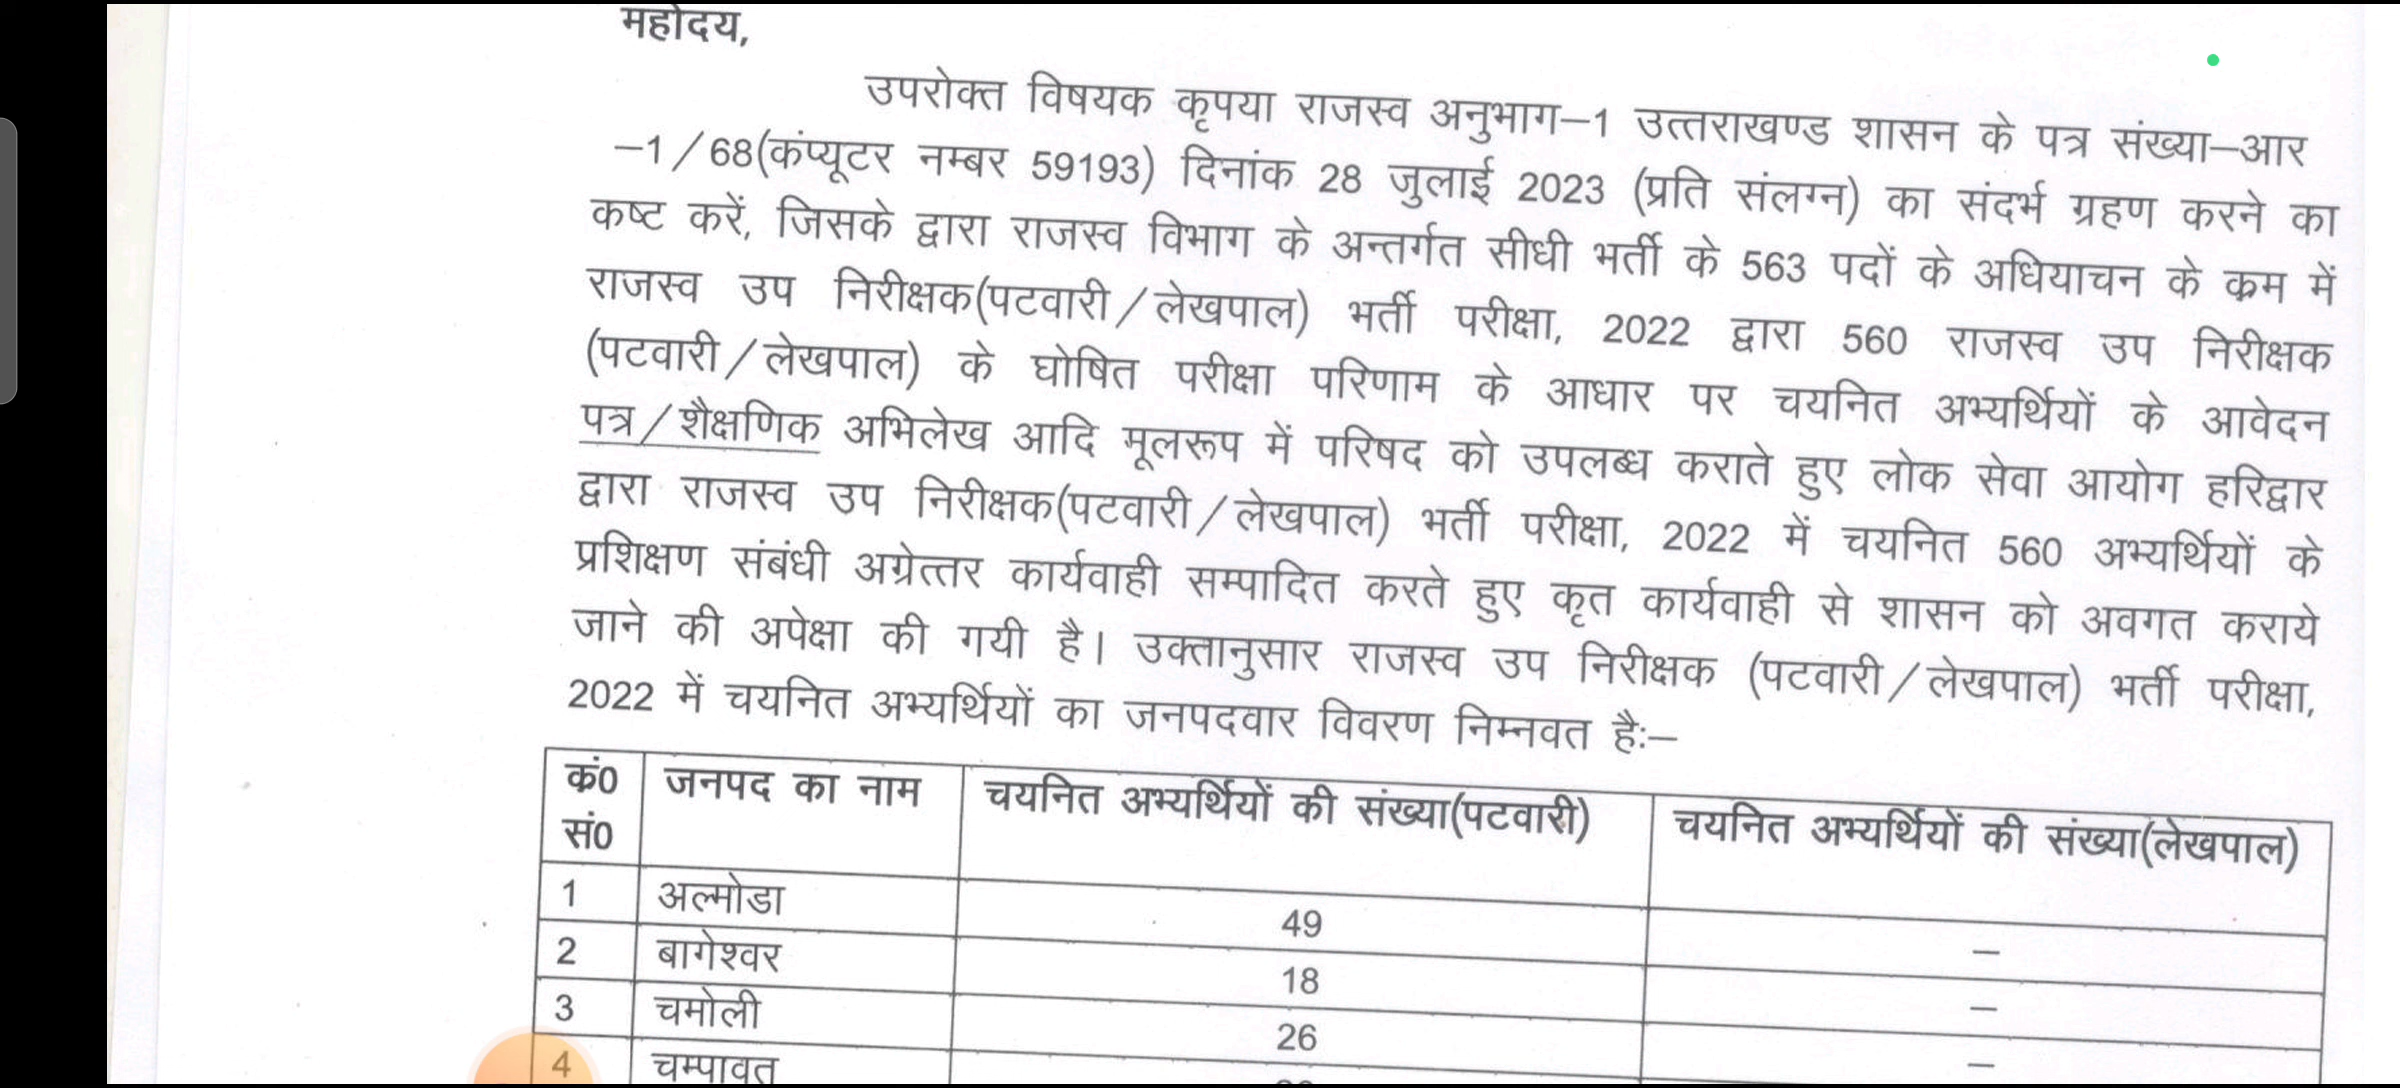 महोदय,
उपरोक्त विषयक कृपया राजस्व अनुभाग–1 उत्तराखण्ड शासन के पत्र संख्या–आर
–1/68(कंप्यूटर नम्बर 59193) दिनांक 28 जुलाई 2023 (प्रति संलग्न) का संदर्भ ग्रहण करने का
कष्ट करें, जिसके द्वारा राजस्व विभाग के अन्तर्गत सीधी भर्ती के 563 पदों के अधियाचन के कम में
राजस्व उप निरीक्षक(पटवारी/लेखपाल) भर्ती परीक्षा, 2022 द्वारा 560 राजस्व उप निरीक्षक
(पटवारी/लेखपाल) के घोषित परीक्षा परिणाम के आधार पर चयनित अभ्यर्थियों के आवेदन
पत्र/शैक्षणिक अभिलेख आदि मूलरूप में परिषद को उपलब्ध कराते हुए लोक सेवा आयोग हरिद्वार
द्वारा राजस्व उप निरीक्षक(पटवारी/लेखपाल) भर्ती परीक्षा, 2022 में चयनित 560 अभ्यर्थियों के
प्रशिक्षण संबंधी अग्रेत्तर कार्यवाही सम्पादित करते हुए कृत कार्यवाही से शासन को अवगत कराये
जाने की अपेक्षा की गयी है। उक्तानुसार राजस्व उप निरीक्षक (पटवारी/लेखपाल) भर्ती परीक्षा,
2022 में चयनित अभ्यर्थियों का जनपदवार विवरण निम्नवत है:–
कं0 सं0 जनपद का नाम चयनित अभ्यर्थियों की संख्या(पटवारी) चयनित अभ्यर्थियों की संख्या(लेखपाल)
1 अल्मोडा 49 –
2 बागेश्वर 18 –
3 चमोली 26 –
4 चम्पावत